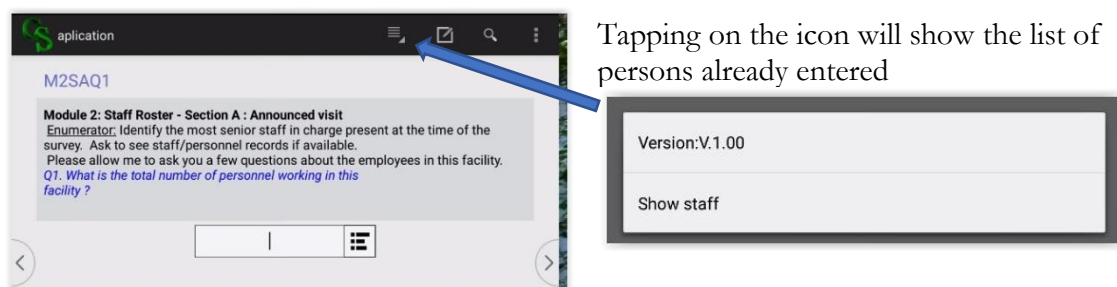 CS aplication
M2SAQ1
Module 2: Staff Roster - Section A : Announced visit
Enumerator: Identify the most senior staff in charge present at the time of the
survey. Ask to see staff/personnel records if available.
Please allow me to ask you a few questions about the employees in this facility.
Q1. What is the total number of personnel working in this
facility ?
Tapping on the icon will show the list of
persons already entered
Version:V.1.00
Show staff